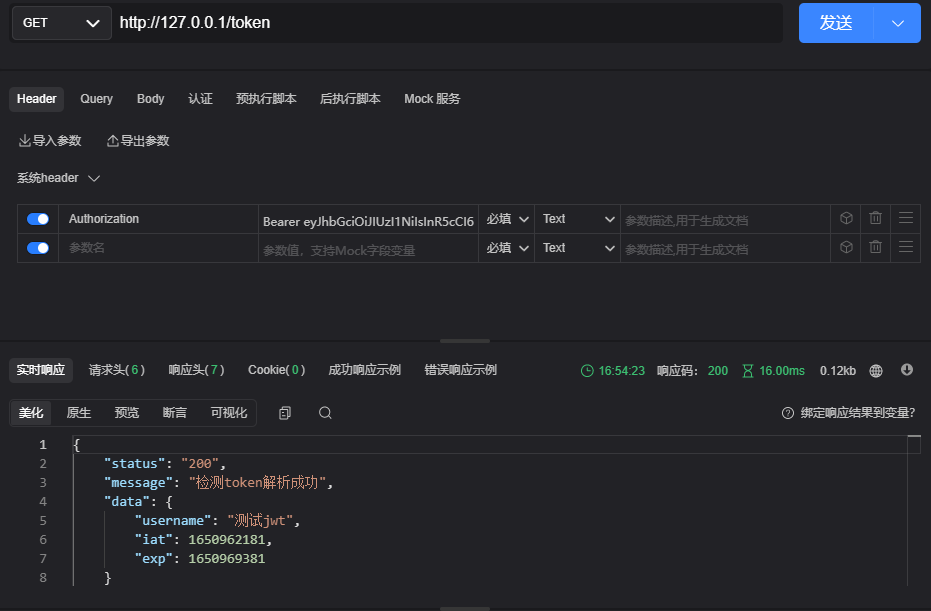 GET http://127.0.0.1/token 发送
Header Query Body 认证 预执行脚本 后执行脚本 Mock 服务
导入参数 导出参数
系统header
Authorization Bearer eyJhbGciOiJIUzI1NiIsInR5cCI6 必填 Text 参数描述,用于生成文档
参数名 参数值，支持Mock字段变量 必填 Text 参数描述,用于生成文档
实时响应 请求头(6) 响应头(7) Cookie(0) 成功响应示例 错误响应示例 16:54:23 响应码： 200 16.00ms 0.12kb
美化 原生 预览 断言 可视化 绑定响应结果到变量?
1 {
2 "status": "200",
3 "message": "检测token解析成功",
4 "data": {
5 "username": "测试jwt",
6 "iat": 1650962181,
7 "exp": 1650969381
8 }